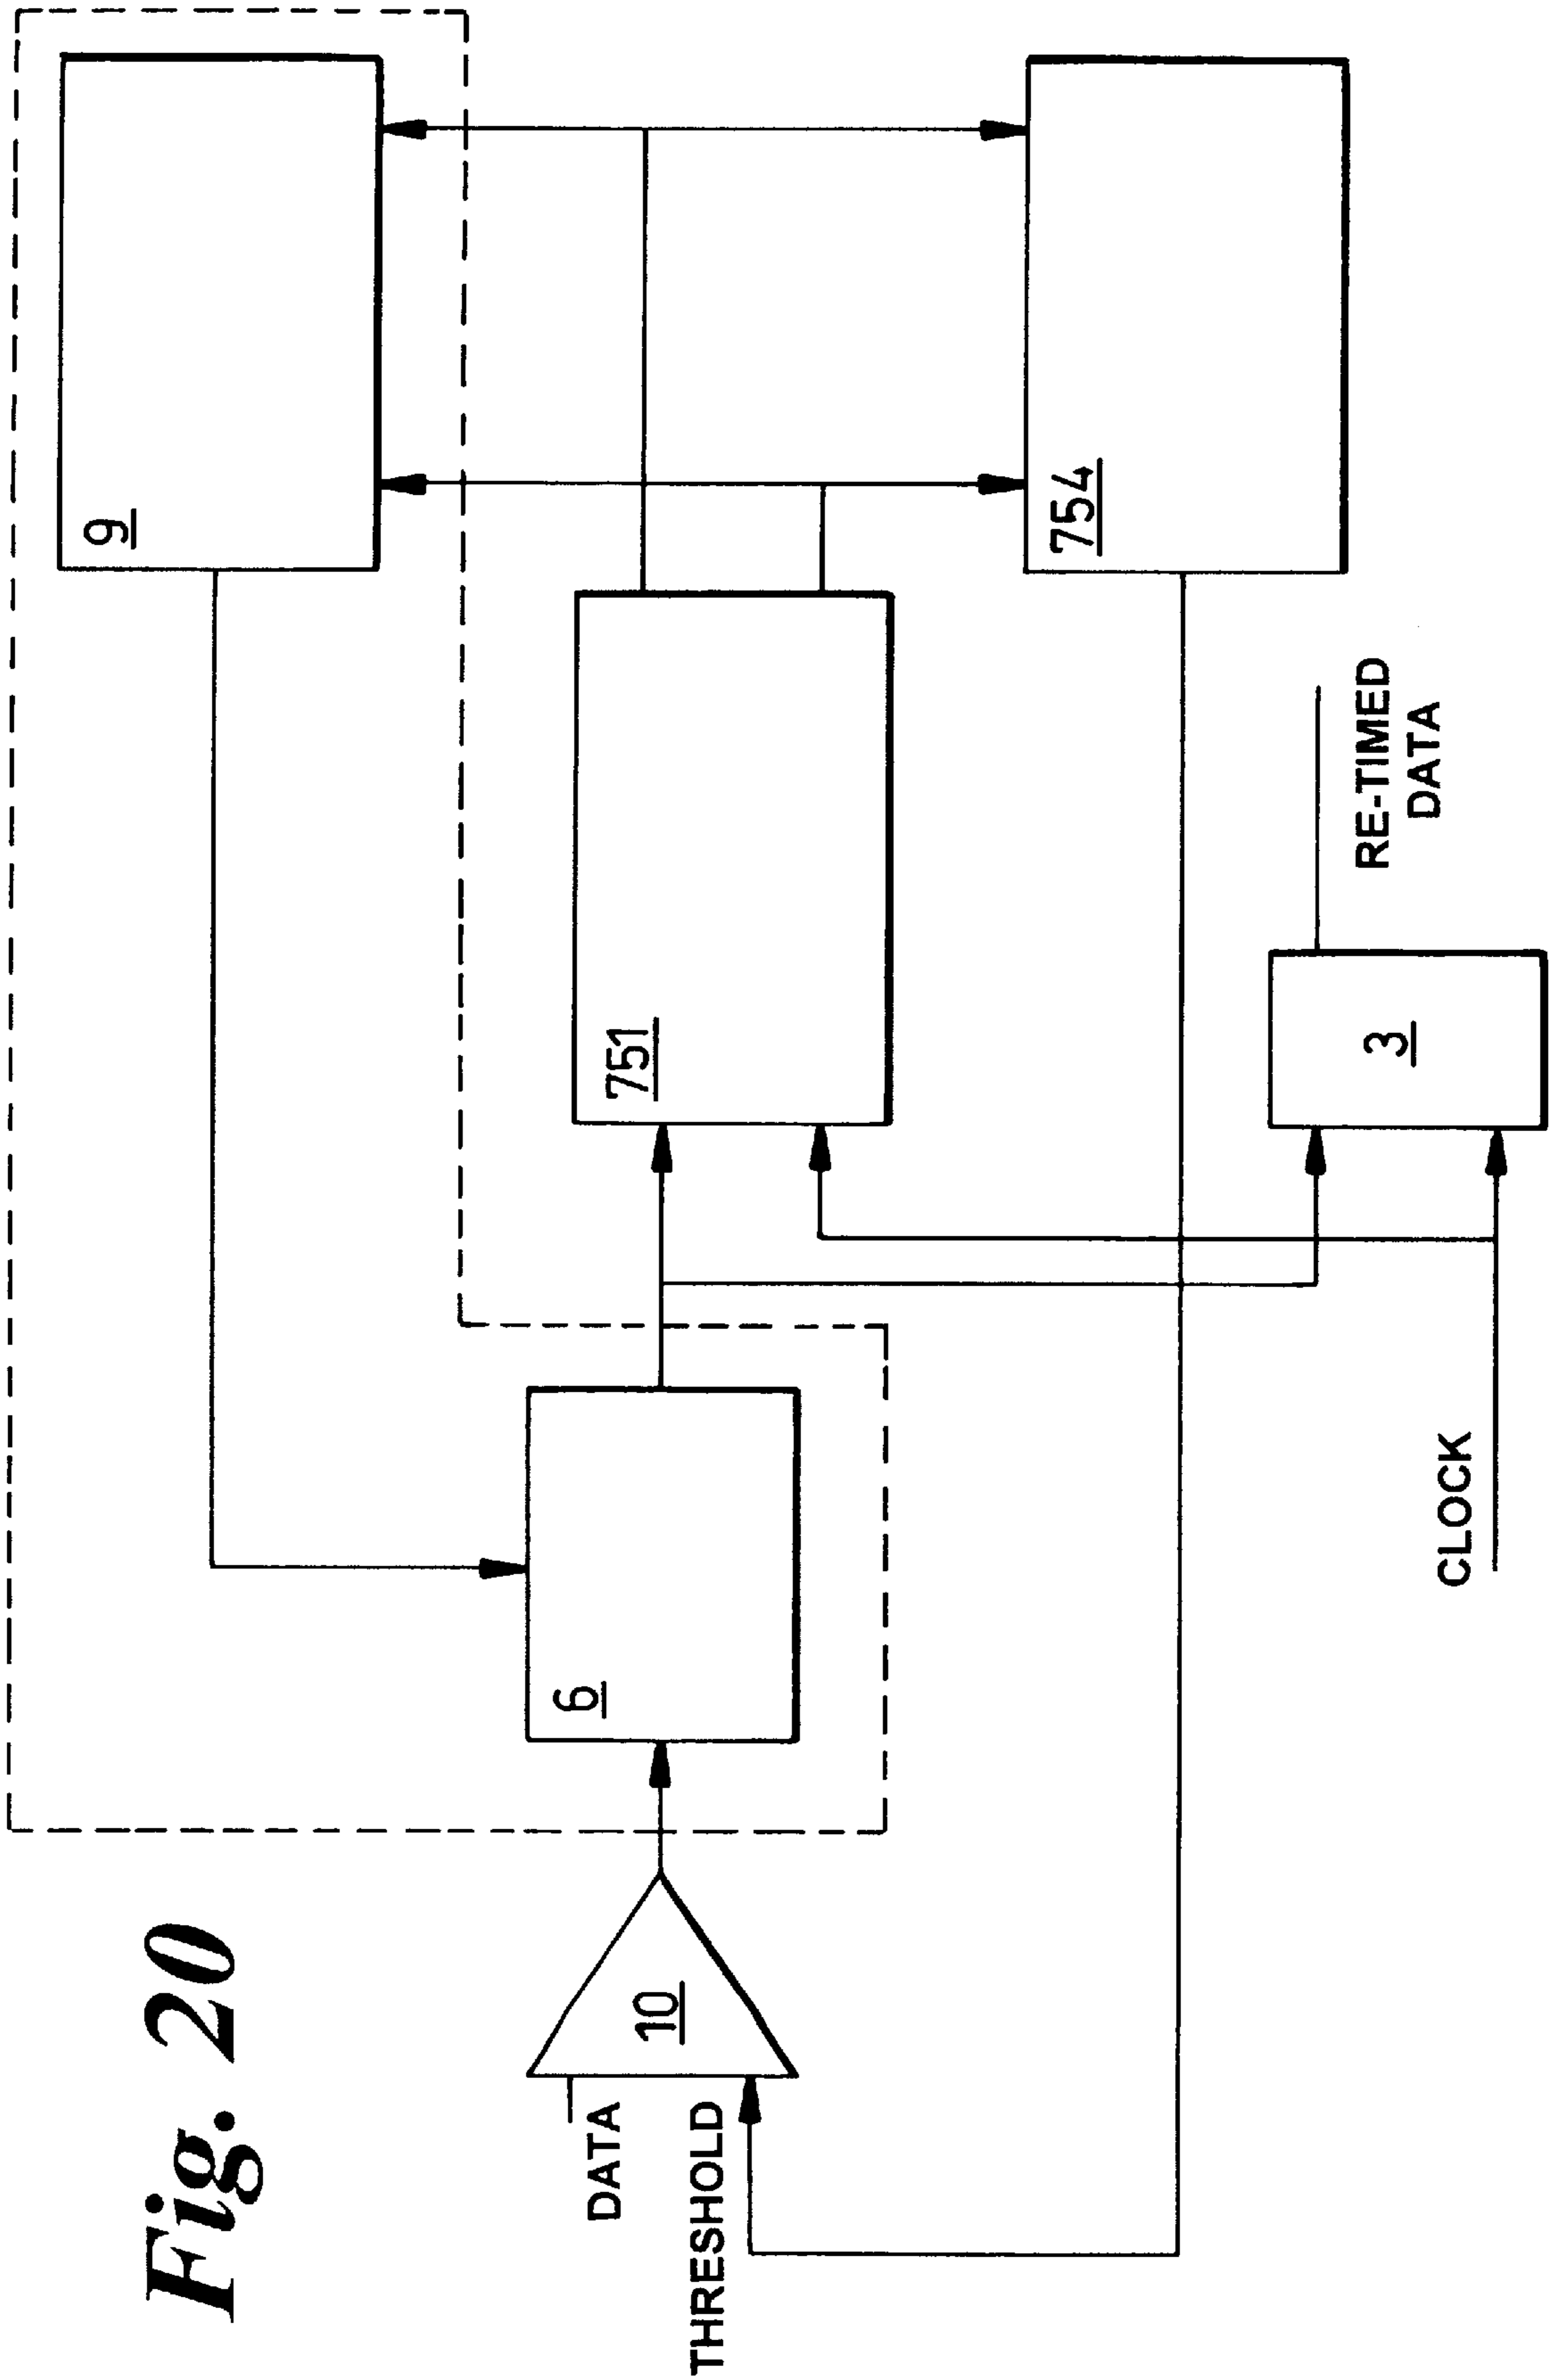 Fig. 20
9
6
751
10
DATA
THRESHOLD
754
3
RE-TIMED
DATA
CLOCK